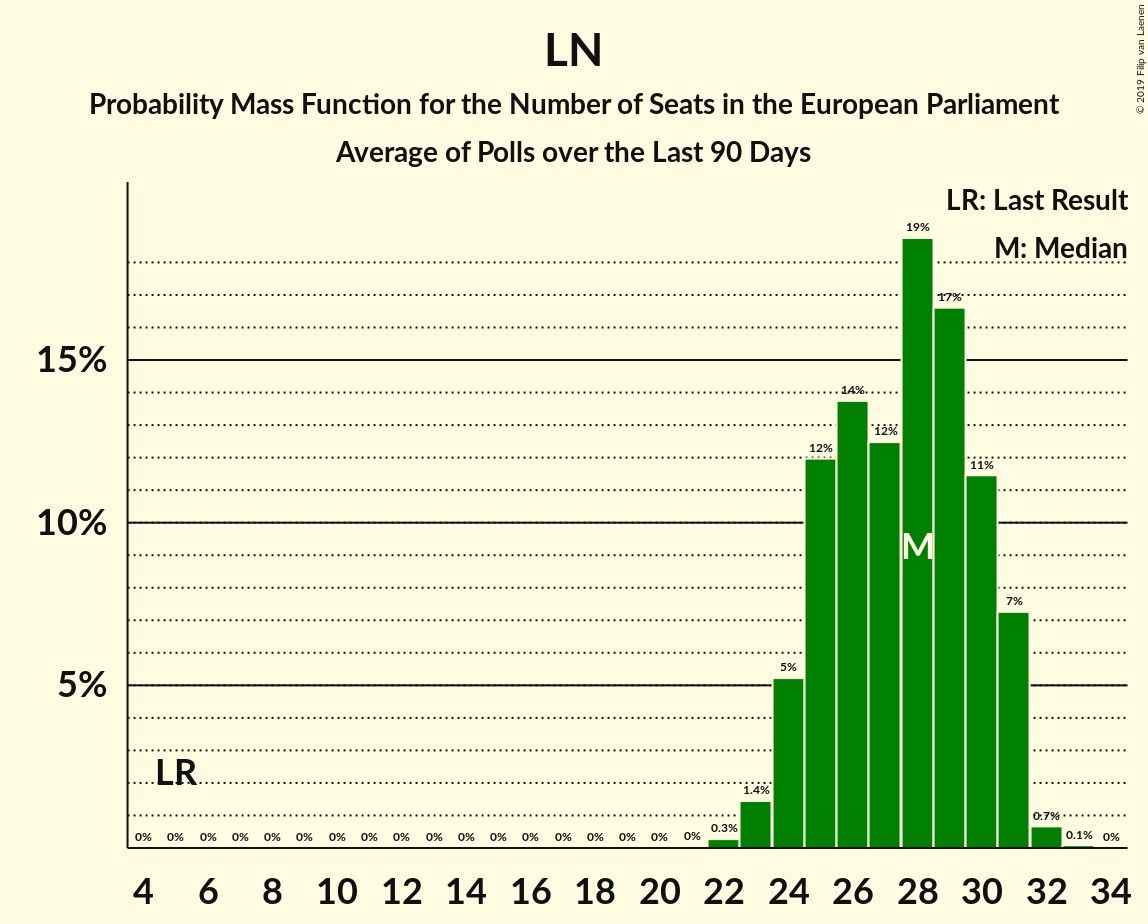 LN
Probability Mass Function for the Number of Seats in the European Parliament
Average of Polls over the Last 90 Days
© 2019 Filip van Laenen
LR: Last Result
M: Median
19%
17%
15%
14%
12%
12%
11%
10%
M
7%
5%
5%
LR
1.4%
0% 0% 0% 0% 0% 0% 0% 0% 0% 0% 0% 0% 0% 0% 0% 0% 0% 0% 0.3% 0.7% 0.1% 0%
4 6 8 10 12 14 16 18 20 22 24 26 28 30 32 34